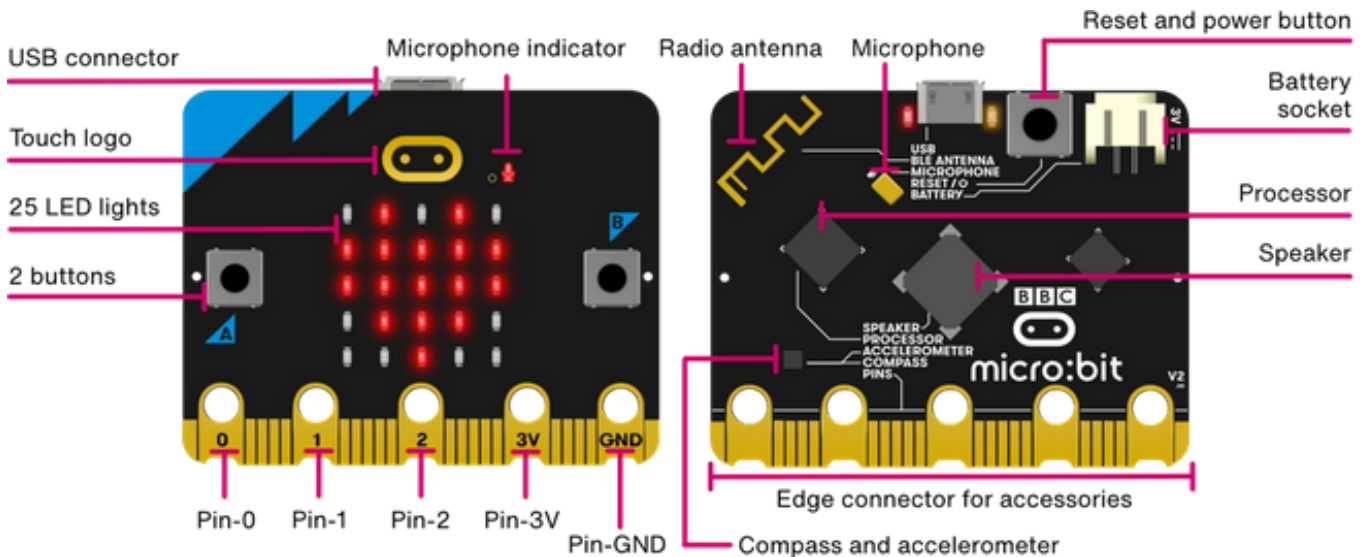 USB connector
Microphone indicator
Touch logo
25 LED lights
2 buttons
A
B
0
1
2
3V
GND
Pin-0
Pin-1
Pin-2
Pin-3V
Pin-GND
Radio antenna
Microphone
Reset and power button
Battery
socket
Processor
Speaker
3V
USB
BLE ANTENNA
MICROPHONE
RESET /
BATTERY
SPEAKER
PROCESSOR
ACCELEROMETER
COMPASS
PINS
BBC
micro:bit
V2
Edge connector for accessories
Compass and accelerometer